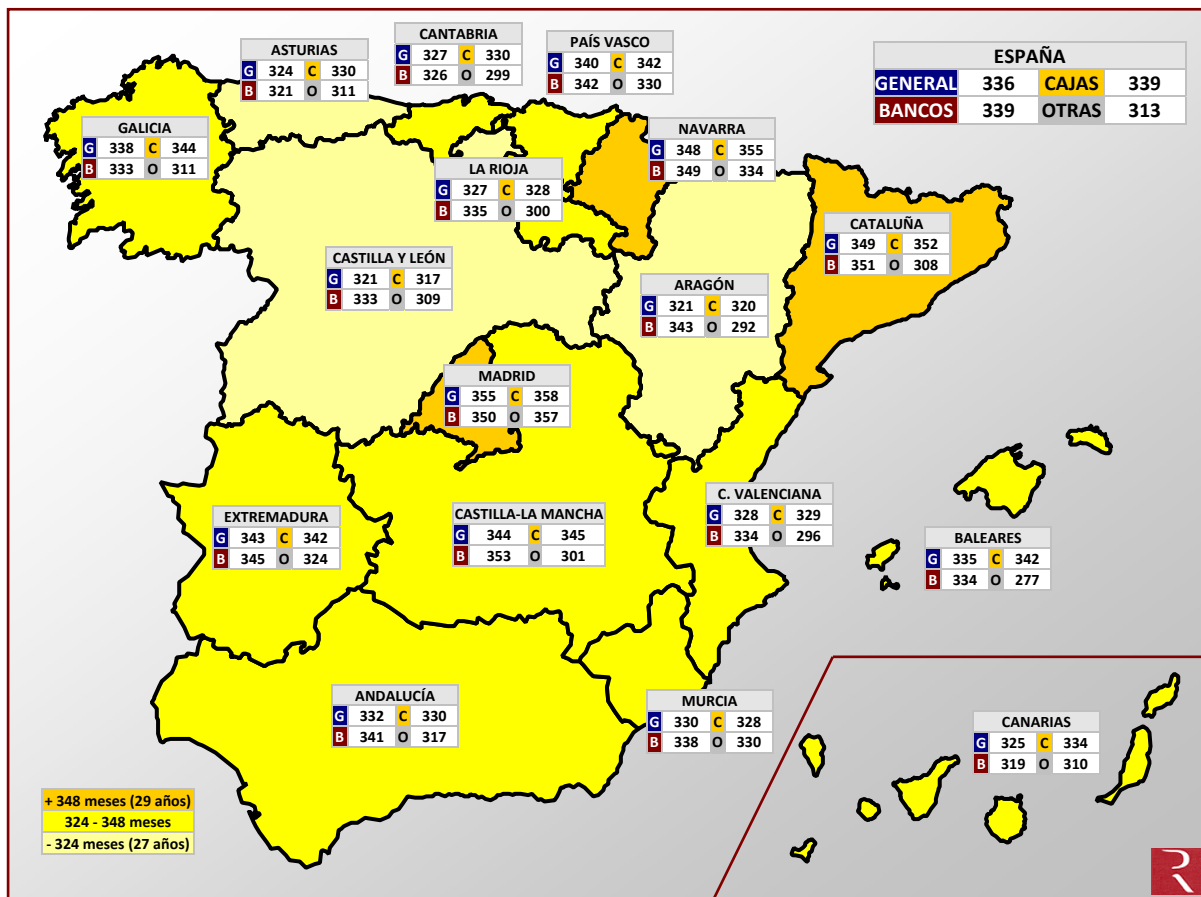 ASTURIAS
G 324 C 330
B 321 O 311
CANTABRIA
G 327 C 330
B 326 O 299
PAÍS VASCO
G 340 C 342
B 342 O 330
ESPAÑA
GENERAL 336 CAJAS 339
BANCOS 339 OTRAS 313
GALICIA
G 338 C 344
B 333 O 311
NAVARRA
G 348 C 355
B 349 O 334
LA RIOJA
G 327 C 328
B 335 O 300
CATALUÑA
G 349 C 352
B 351 O 308
CASTILLA Y LEÓN
G 321 C 317
B 333 O 309
ARAGÓN
G 321 C 320
B 343 O 292
MADRID
G 355 C 358
B 350 O 357
EXTREMADURA
G 343 C 342
B 345 O 324
CASTILLA-LA MANCHA
G 344 C 345
B 353 O 301
C. VALENCIANA
G 328 C 329
B 334 O 296
BALEARES
G 335 C 342
B 334 O 277
ANDALUCÍA
G 332 C 330
B 341 O 317
MURCIA
G 330 C 328
B 338 O 330
CANARIAS
G 325 C 334
B 319 O 310
+ 348 meses (29 años)
324 - 348 meses
- 324 meses (27 años)
R